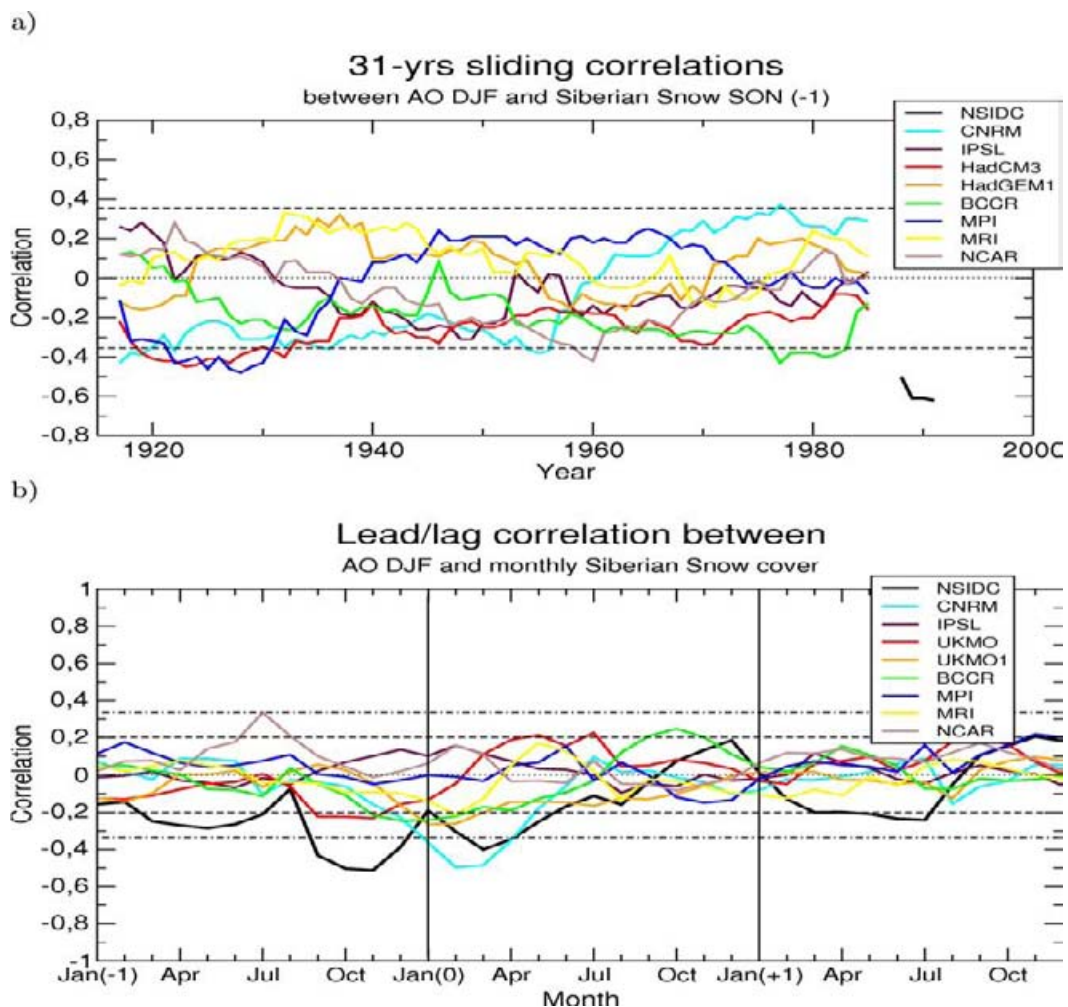 a)
31-yrs sliding correlations
between AO DJF and Siberian Snow SON (-1)
0,8
0,6
0,4
0,2
0
-0,2
-0,4
-0,6
-0,8
Correlation
NSIDC
CNRM
IPSL
HadCM3
HadGEM1
BCCR
MPI
MRI
NCAR
1920 1940 1960 1980 2000
Year
b)
Lead/lag correlation between
AO DJF and monthly Siberian Snow cover
1
0,8
0,6
0,4
0,2
0
-0,2
-0,4
-0,6
-0,8
-1
Correlation
NSIDC
CNRM
IPSL
UKMO
UKMO1
BCCR
MPI
MRI
NCAR
Jan(-1) Apr Jul Oct Jan(0) Apr Jul Oct Jan(+1) Apr Jul Oct
Month